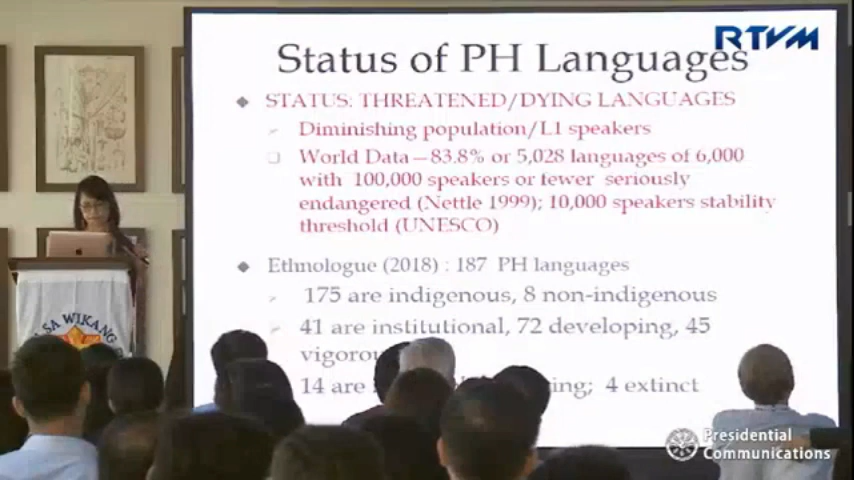 RTVM
Status of PH Languages
STATUS: THREATENED/DYING LANGUAGES
Diminishing population/L1 speakers
World Data – 83.8% or 5,028 languages of 6,000
with 100,000 speakers or fewer seriously
endangered (Nettle 1999); 10,000 speakers stability
threshold (UNESCO)
Ethnologue (2018) : 187 PH languages
175 are indigenous, 8 non-indigenous
41 are institutional, 72 developing, 45
14 are
4 extinct
SA WIKANG
Presidential
Communications